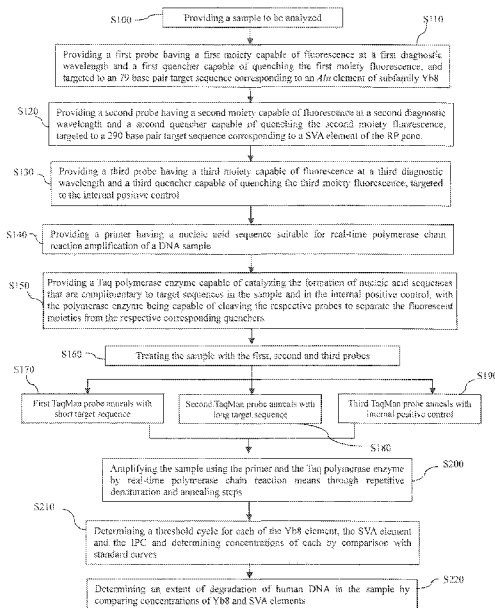 S100
Providing a sample to be analyzed
S110
Providing a first probe having a first moiety capable of fluorescence at a first diagnostic
wavelength and a first quencher capable of quenching the first moiety fluorescence, and
targeted to an 79 base pair target sequence corresponding to an Alu element of subfamily Yb8
S120
Providing a second probe having a second moiety capable of fluorescence at a second diagnostic
wavelength and a second quencher capable of quenching the second moiety fluorescence,
targeted to a 290 base pair target sequence corresponding to a SVA element of the RP gene.
S130
Providing a third probe having a third moiety capable of fluorescence at a third diagnostic
wavelength and a third quencher capable of quenching the third moiety fluorescence, targeted
to the internal positive control
S140
Providing a primer having a nucleic acid sequence suitable for real-time polymerase chain
reaction amplification of a DNA sample
S150
Providing a Taq polymerase enzyme capable of catalyzing the formation of nucleic acid sequences
that are complimentary to target sequences in the sample and in the internal positive control, with
the polymerase enzyme being capable of cleaving the respective probes to separate the fluorescent
moieties from the respective corresponding quenchers.
S160
Treating the sample with the first, second and third probes
S170
S190
First TaqMan probe anneals with
short target sequence
Second TaqMan probe anneals with
long target sequence
Third TaqMan probe anneals with
internal positive control
S180
Amplifying the sample using the primer and the Taq polymerase enzyme
by real-time polymerase chain reaction means through repetitive
denaturation and annealing steps
S200
S210
Determining a threshold cycle for each of the Yb8 element, the SVA element
and the IPC and determining concentrations of each by comparison with
standard curves
S220
Determining an extent of degradation of human DNA in the sample by
comparing concentrations of Yb8 and SVA elements